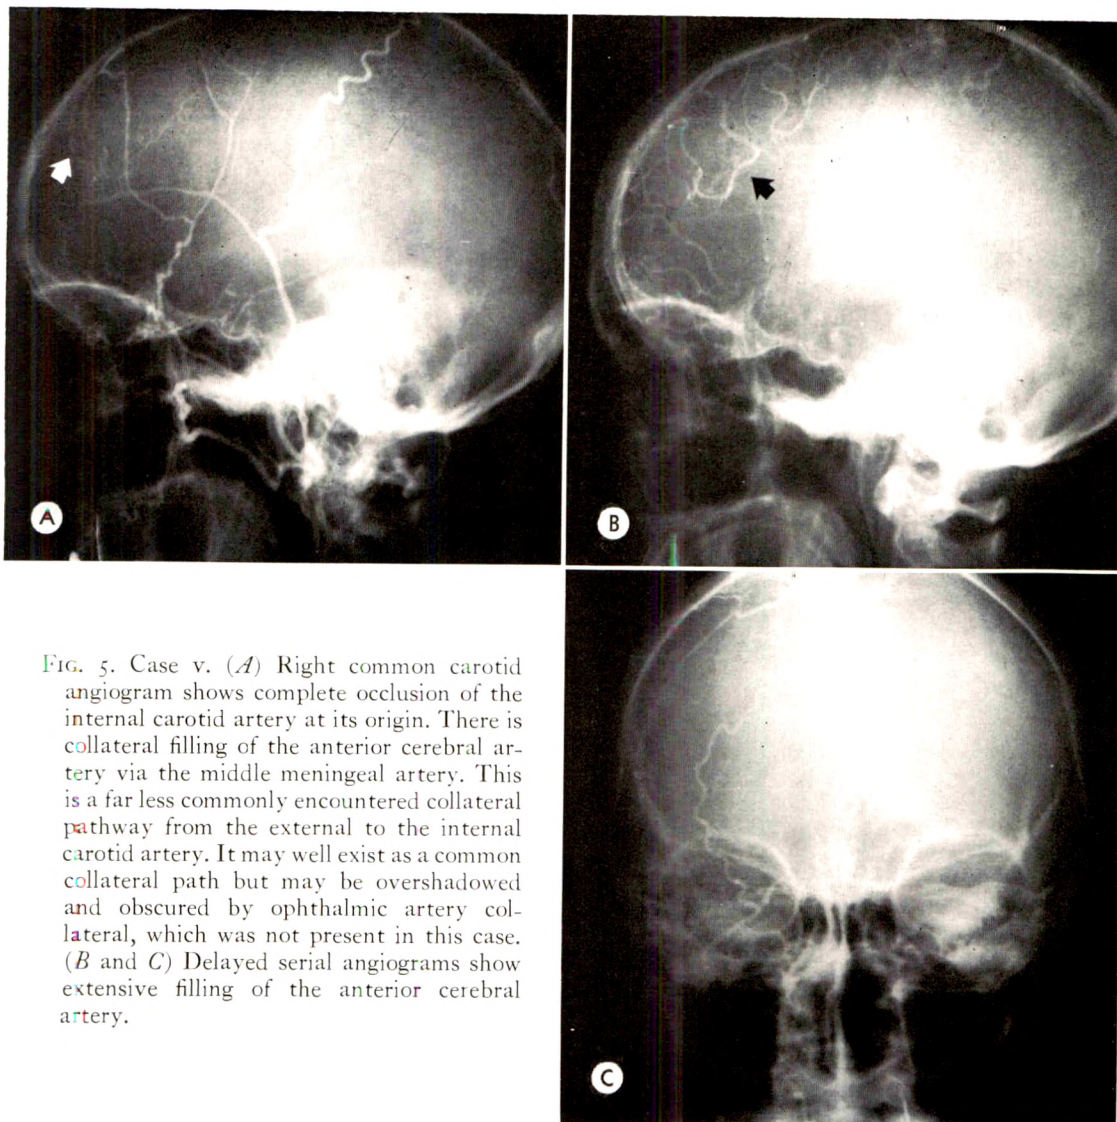 A
B
C
FIG. 5. Case v. (A) Right common carotid
angiogram shows complete occlusion of the
internal carotid artery at its origin. There is
collateral filling of the anterior cerebral ar-
tery via the middle meningeal artery. This
is a far less commonly encountered collateral
pathway from the external to the internal
carotid artery. It may well exist as a common
collateral path but may be overshadowed
and obscured by ophthalmic artery col-
lateral, which was not present in this case.
(B and C) Delayed serial angiograms show
extensive filling of the anterior cerebral
artery.